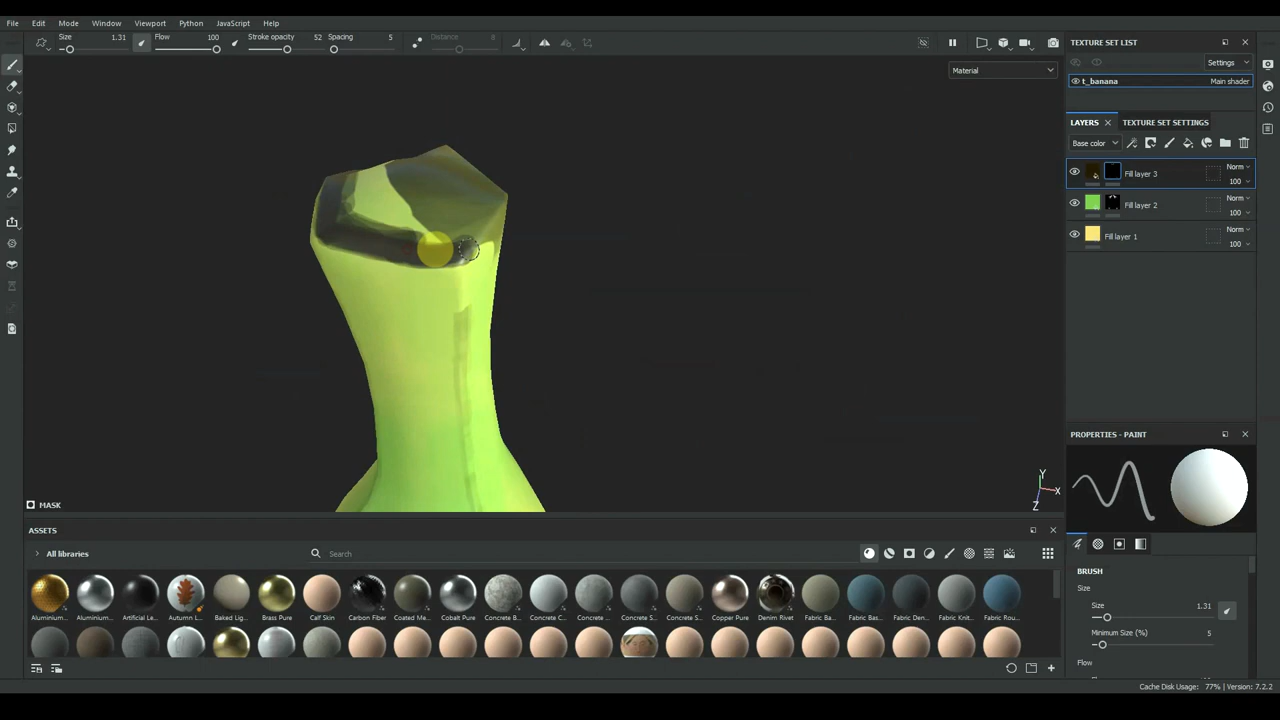 File Edit Mode Window Viewport Python JavaScript Help
Size 1.31 Flow 100 Stroke opacity 52 Spacing 5 Distance 8
Material
TEXTURE SET LIST
Settings
t_banana Main shader
LAYERS TEXTURE SET SETTINGS
Base color
Fill layer 3 Norm 100
Fill layer 2 Norm 100
Fill layer 1 Norm 100
Y
X
Z
MASK
PROPERTIES - PAINT
BRUSH
Size
Size 1.31
Minimum Size (%) 5
Flow
ASSETS
All libraries Search
Aluminium... Aluminium... Artificial Le... Autumn L... Baked Lig... Brass Pure Calf Skin Carbon Fiber Coated Me... Cobalt Pure Concrete B... Concrete C... Concrete ... Concrete S... Concrete S... Copper Pure Denim Rivet Fabric Ba... Fabric Bas... Fabric Den... Fabric Knit... Fabric Rou...
Cache Disk Usage: 77% | Version: 7.2.2